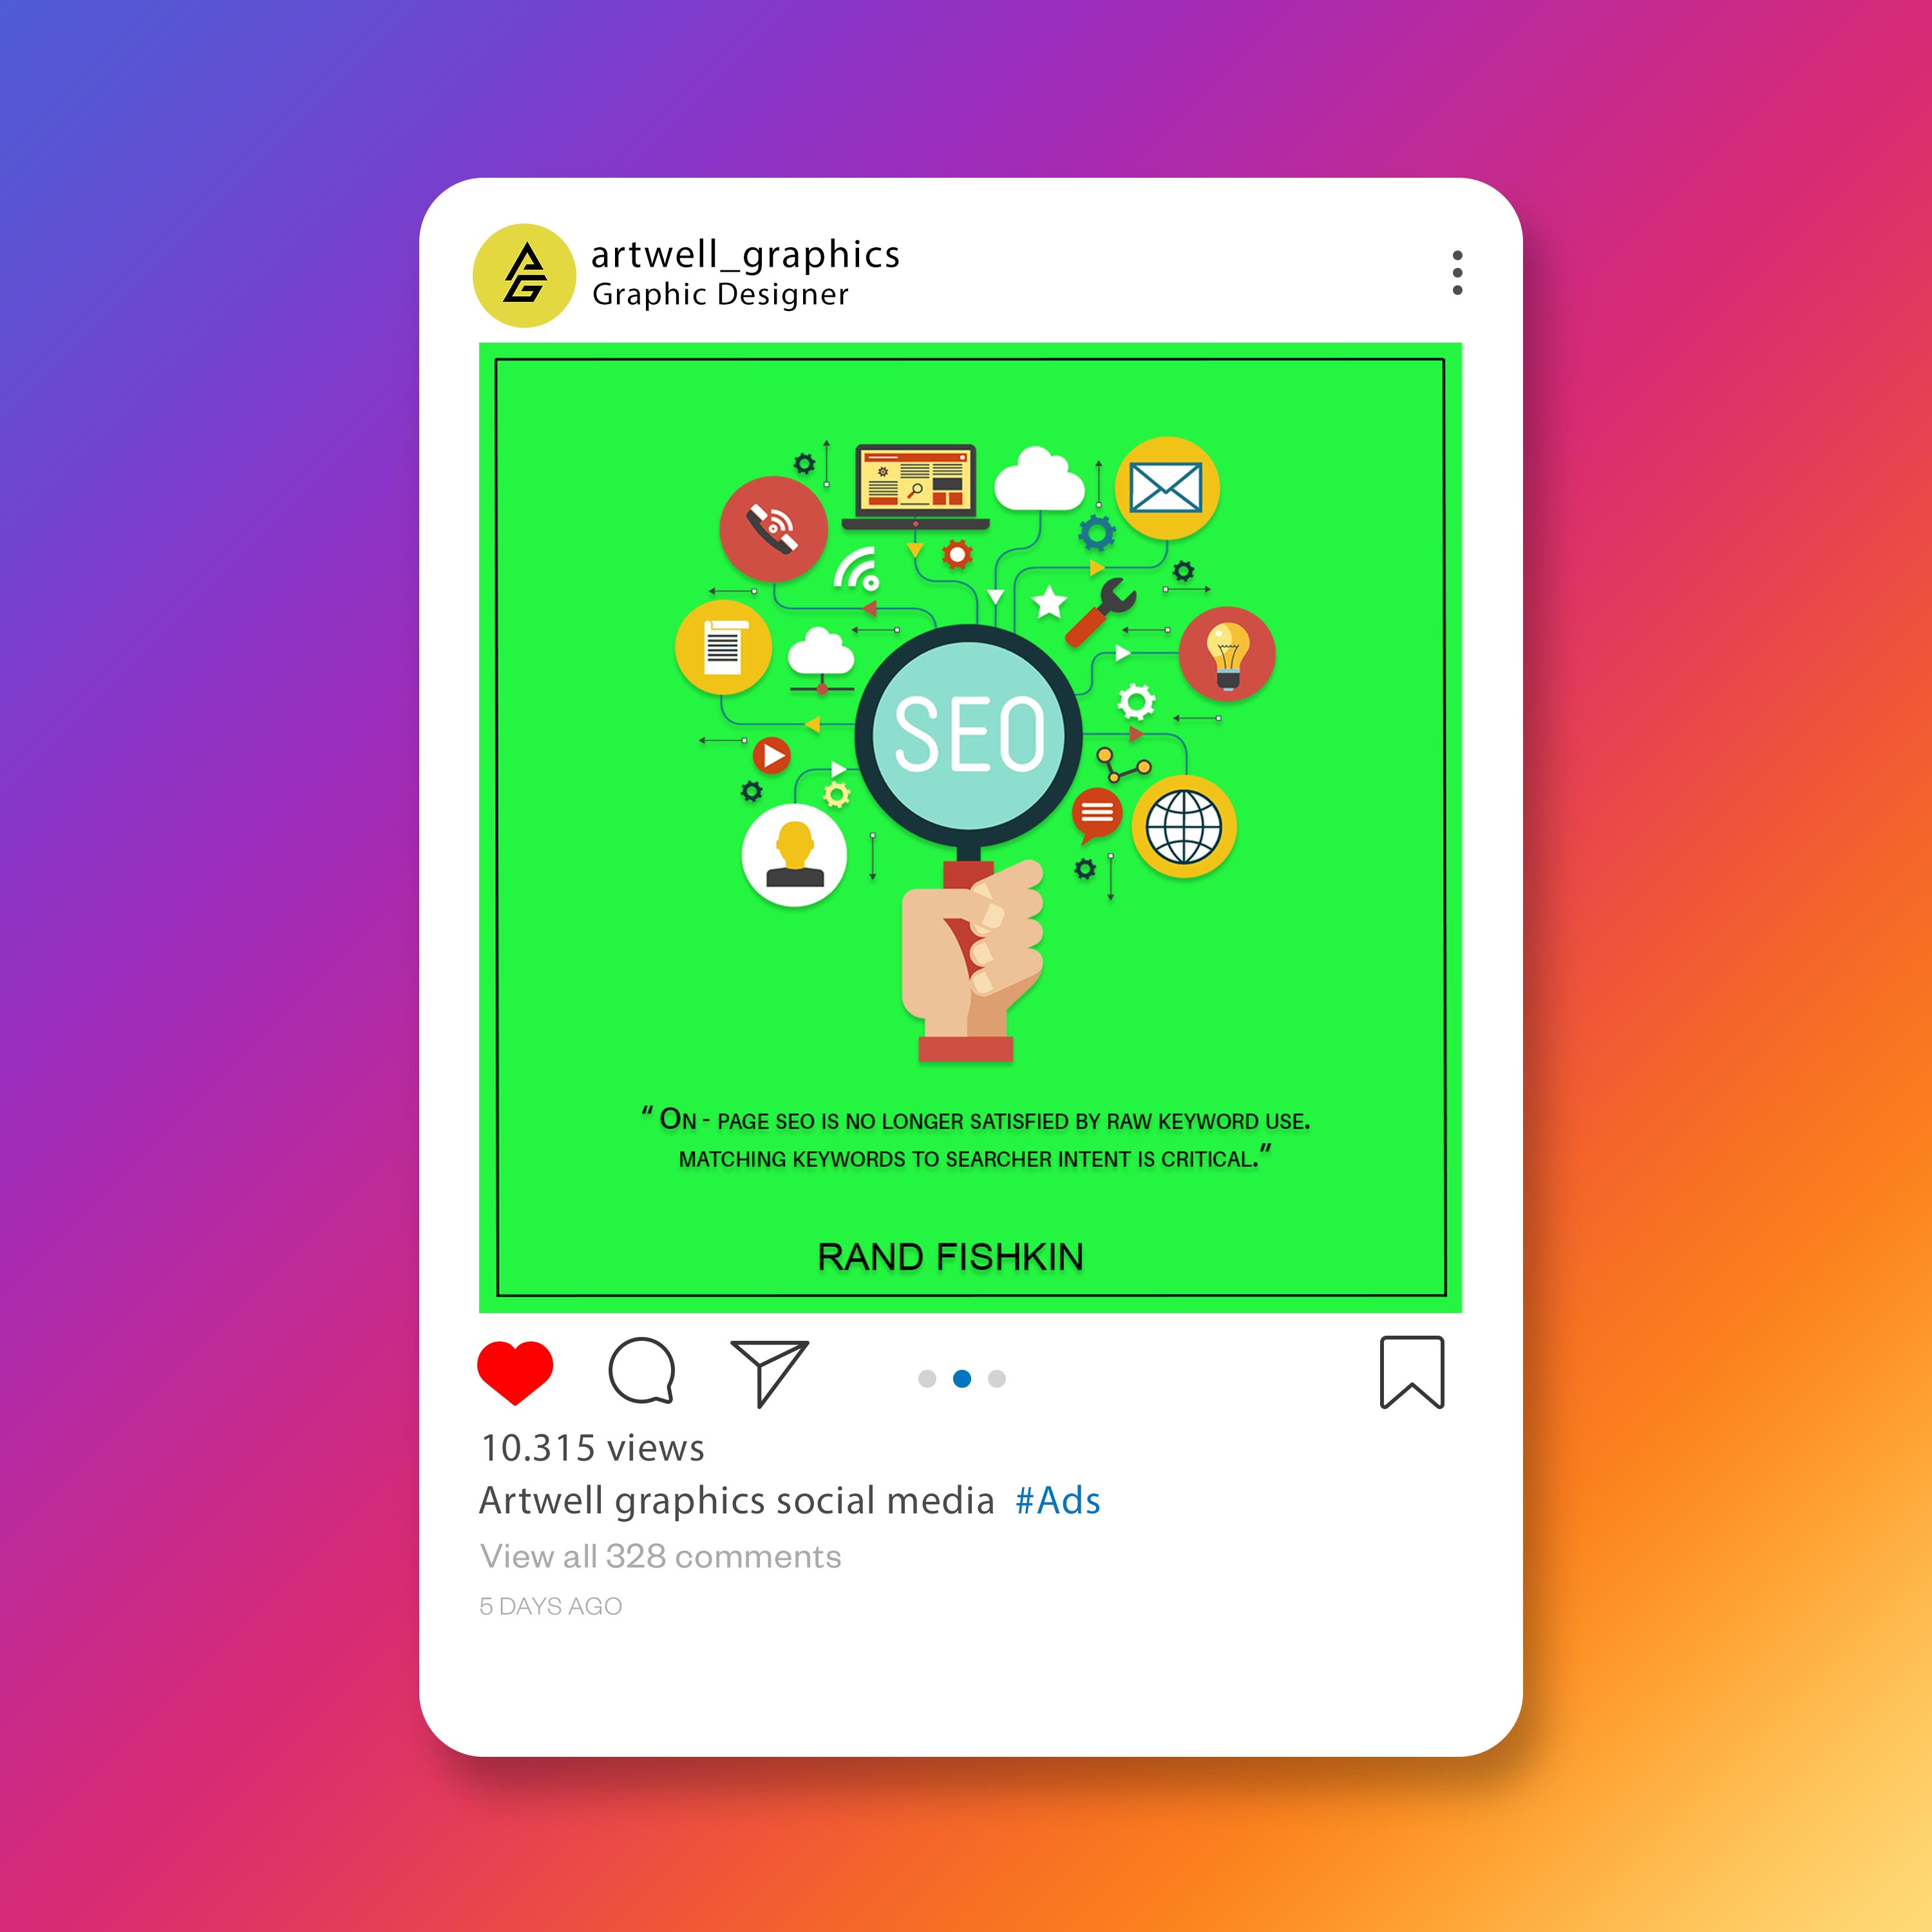 artwell_graphics
Graphic Designer
SEO
“ On - page seo is no longer satisfied by raw keyword use.
matching keywords to searcher intent is critical.”
RAND FISHKIN
10.315 views
Artwell graphics social media #Ads
View all 328 comments
5 DAYS AGO